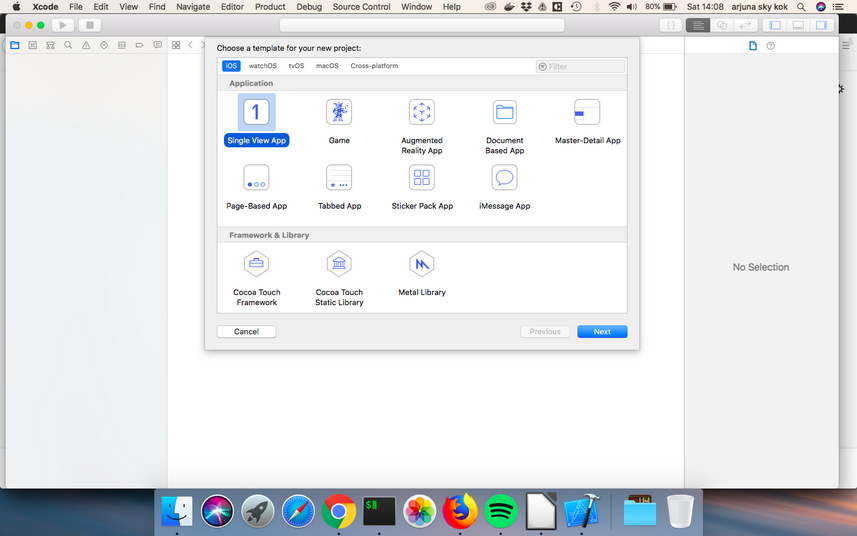 Xcode File Edit View Find Navigate Editor Product Debug Source Control Window Help 80% Sat 14:08 arjuna sky kok
Choose a template for your new project:
iOS watchOS tvOS macOS Cross-platform Filter
Application
1
Single View App Game Augmented Reality App Document Based App Master-Detail App
Page-Based App Tabbed App Sticker Pack App iMessage App
Framework & Library
Cocoa Touch Framework Cocoa Touch Static Library Metal Library
No Selection
Cancel Previous Next
$